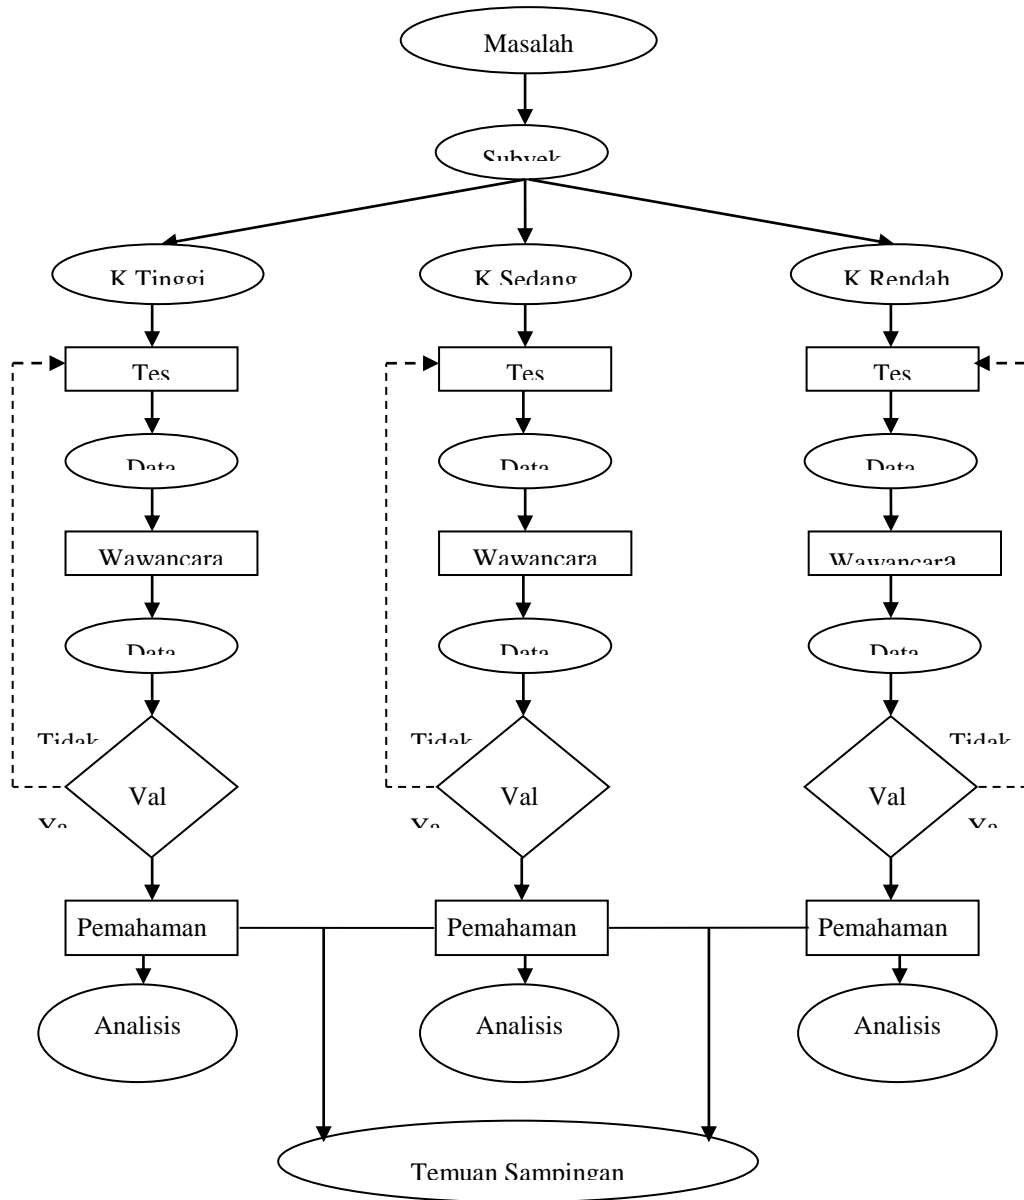 Masalah
Subyek
K Tinggi
K Sedang
K Rendah
Tes
Tes
Tes
Data
Data
Data
Wawancara
Wawancara
Wawancara
Data
Data
Data
Tidak
Tidak
Tidak
Val
Val
Val
Ya
Ya
Ya
Pemahaman
Pemahaman
Pemahaman
Analisis
Analisis
Analisis
Temuan Sampingan